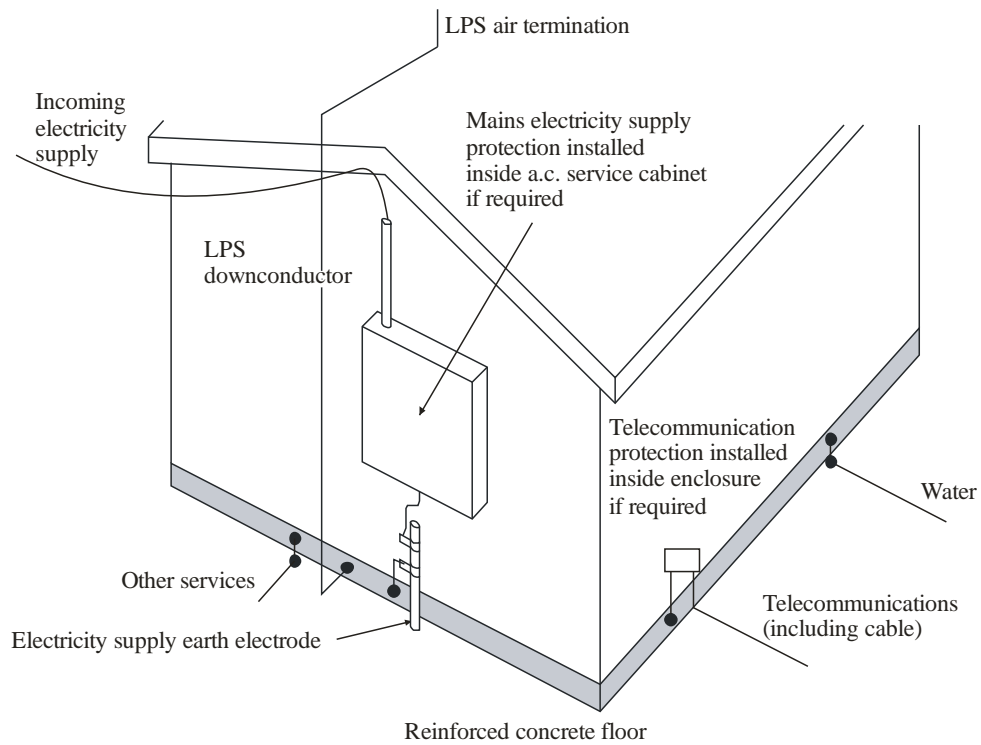 LPS air termination
Incoming
electricity
supply
Mains electricity supply
protection installed
inside a.c. service cabinet
if required
LPS
downconductor
Telecommunication
protection installed
inside enclosure
if required
Water
Other services
Telecommunications
(including cable)
Electricity supply earth electrode
Reinforced concrete floor